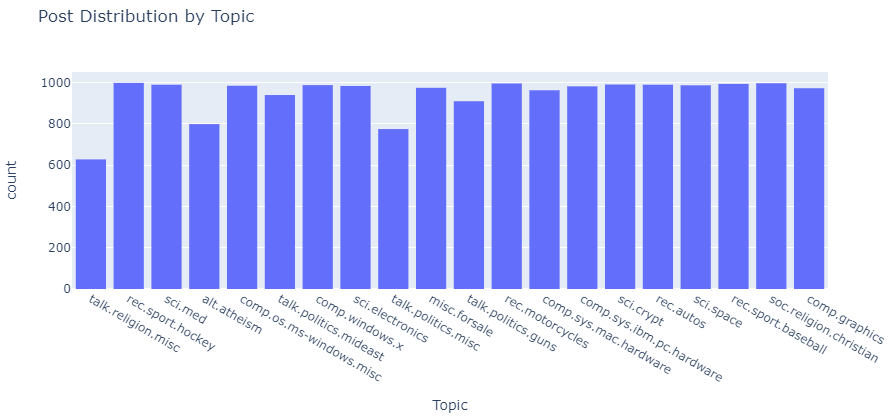 Post Distribution by Topic
count
1000
800
600
400
200
0
talk.religion.misc
rec.sport.hockey
sci.med
alt.atheism
comp.os.ms-windows.misc
talk.politics.mideast
comp.windows.x
sci.electronics
talk.politics.misc
misc.forsale
talk.politics.guns
rec.motorcycles
comp.sys.mac.hardware
comp.sys.ibm.pc.hardware
sci.crypt
rec.autos
sci.space
rec.sport.baseball
soc.religion.christian
comp.graphics
Topic